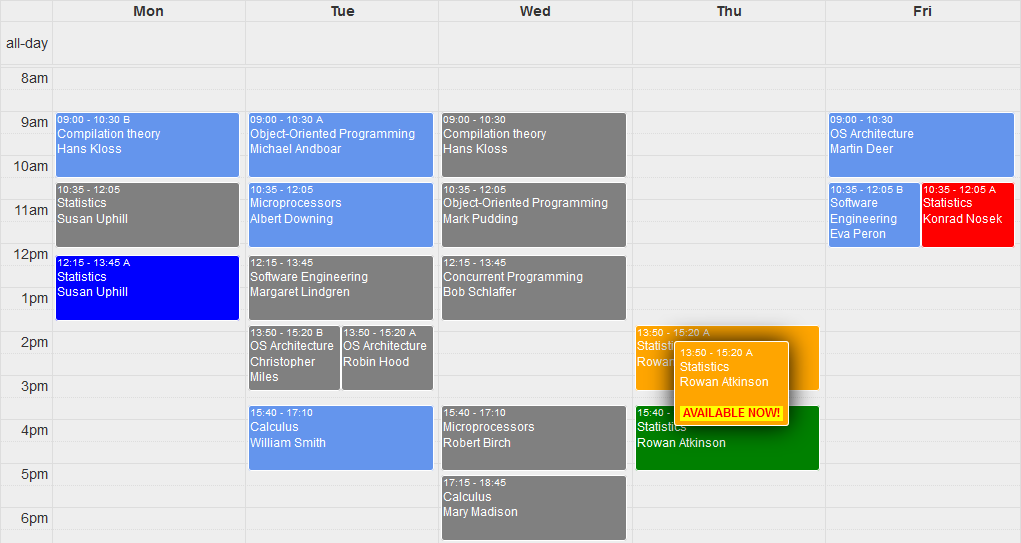 Mon Tue Wed Thu Fri
all-day
8am
9am
10am
11am
12pm
1pm
2pm
3pm
4pm
5pm
6pm
09:00 - 10:30 B
Compilation theory
Hans Kloss
10:35 - 12:05
Statistics
Susan Uphill
12:15 - 13:45 A
Statistics
Susan Uphill
09:00 - 10:30 A
Object-Oriented Programming
Michael Andboar
10:35 - 12:05
Microprocessors
Albert Downing
12:15 - 13:45
Software Engineering
Margaret Lindgren
13:50 - 15:20 B
OS Architecture
Christopher
Miles
13:50 - 15:20 A
OS Architecture
Robin Hood
15:40 - 17:10
Calculus
William Smith
09:00 - 10:30
Compilation theory
Hans Kloss
10:35 - 12:05
Object-Oriented Programming
Mark Pudding
12:15 - 13:45
Concurrent Programming
Bob Schlaffer
15:40 - 17:10
Microprocessors
Robert Birch
17:15 - 18:45
Calculus
Mary Madison
13:50 - 15:20 A
Statist
Rowa
13:50 - 15:20 A
Statistics
Rowan Atkinson
AVAILABLE NOW!
15:40 -
Statistics
Rowan Atkinson
09:00 - 10:30
OS Architecture
Martin Deer
10:35 - 12:05 B
Software
Engineering
Eva Peron
10:35 - 12:05 A
Statistics
Konrad Nosek